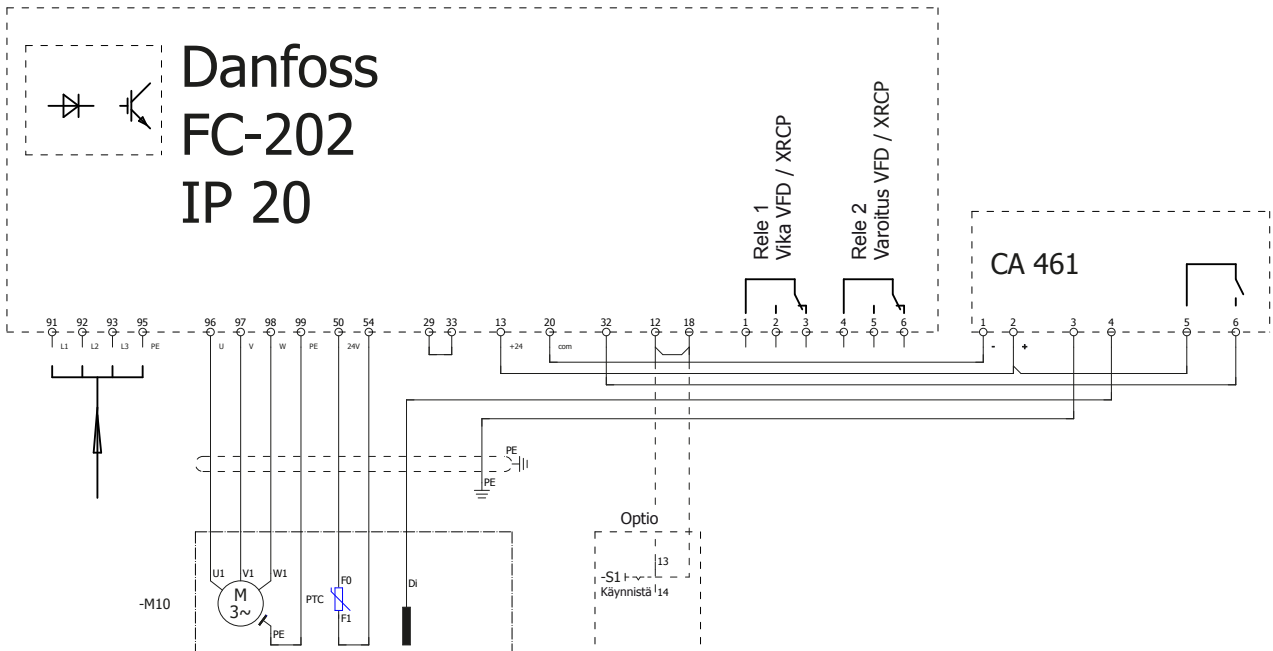 Danfoss
FC-202
IP 20
Rele 1
Vika VFD / XRCP
Rele 2
Varoitus VFD / XRCP
CA 461
91 92 93 95 96 97 98 99 50 54 29 33 13 20 32 12 18 1 2 3 4 5 6 1 2 3 4 5 6
L1 L2 L3 PE U V W PE 24V +24 com - +
PE
PE
Optio
U1 V1 W1
M
3~
PE
-M10
PTC
F0
F1
Di
13
-S1
Käynnistä 14